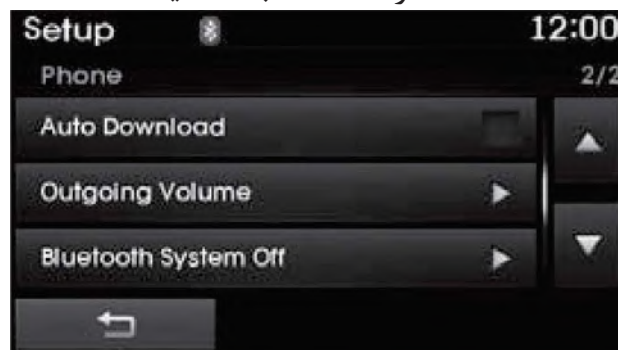 Setup 12:00
Phone 2/2
Auto Download
Outgoing Volume
Bluetooth System Off